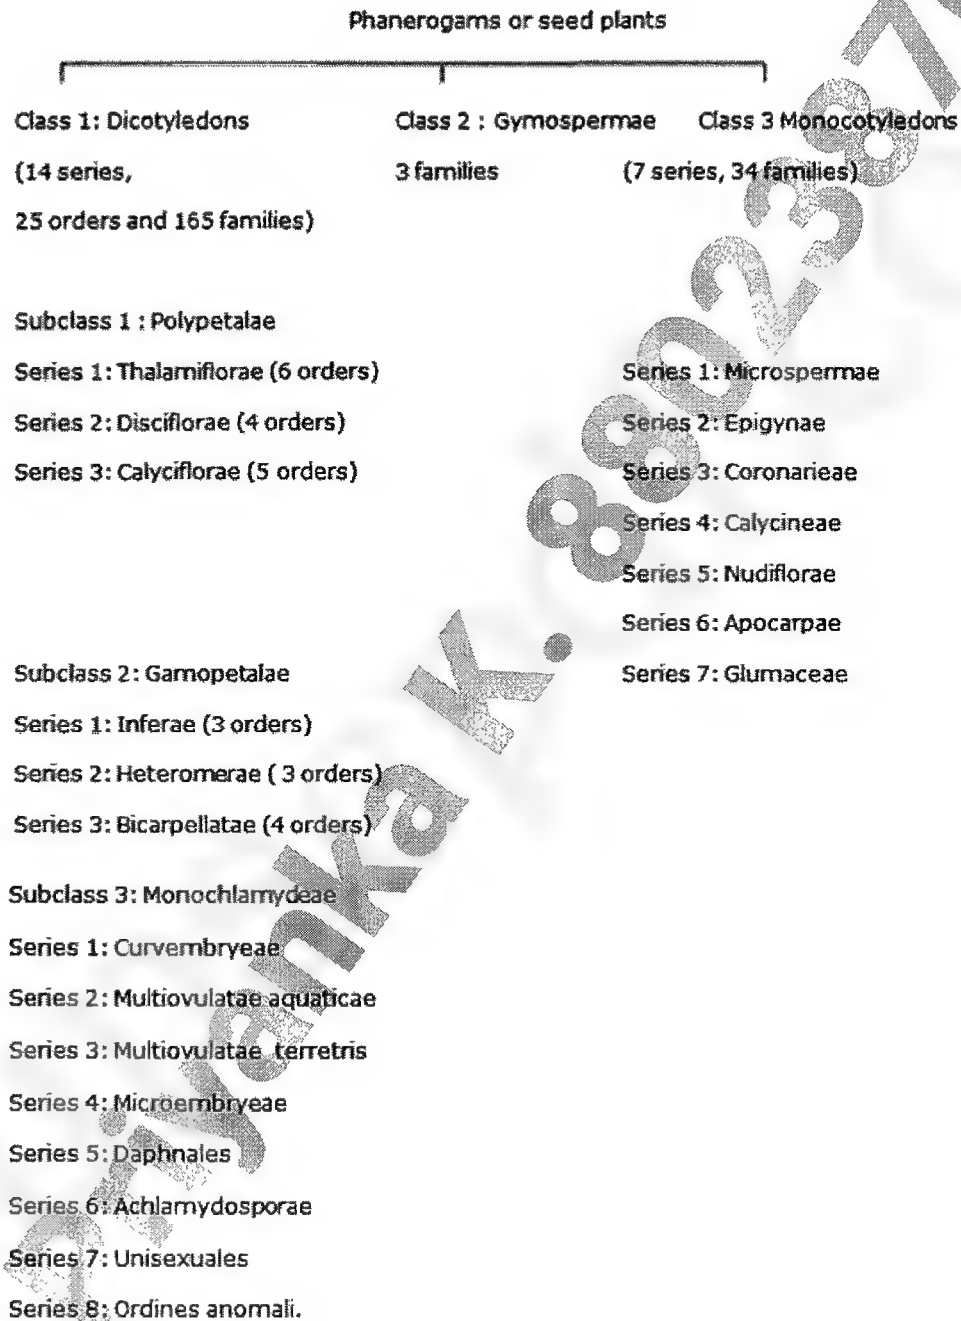 Phanerogams or seed plants
Class 1: Dicotyledons
(14 series,
25 orders and 165 families)
Class 2 : Gymospermae
3 families
Class 3 Monocotyledons
(7 series, 34 families)
Subclass 1 : Polypetalae
Series 1: Thalamiflorae (6 orders)
Series 2: Disciflorae (4 orders)
Series 3: Calyciflorae (5 orders)
Series 1: Microspermae
Series 2: Epigynae
Series 3: Coronarieae
Series 4: Calycineae
Series 5: Nudiflorae
Series 6: Apocarpae
Series 7: Glumaceae
Subclass 2: Gamopetalae
Series 1: Inferae (3 orders)
Series 2: Heteromerae ( 3 orders)
Series 3: Bicarpellatae (4 orders)
Subclass 3: Monochlamydeae
Series 1: Curvembryeae
Series 2: Multiovulatae aquaticae
Series 3: Multiovulatae terretris
Series 4: Microembryeae
Series 5: Daphnales
Series 6: Achlamydosporae
Series 7: Unisexuales
Series 8: Ordines anomali.
Priyanka K. 880238